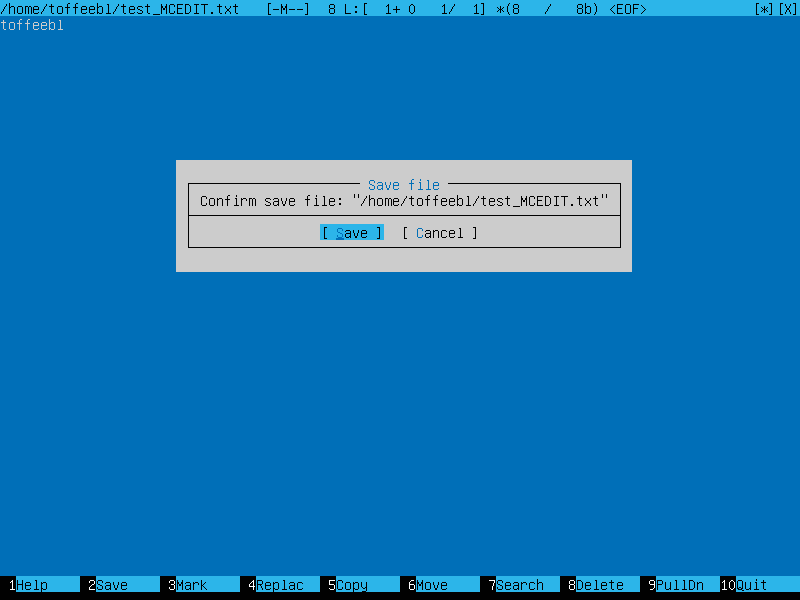 /home/toffeebl/test_MCEDIT.txt [-M--] 8 L:[ 1+ 0 1/ 1] *(8 / 8b) <EOF> [*][X]
toffeebl
Save file
Confirm save file: "/home/toffeebl/test_MCEDIT.txt"
[ Save ] [ Cancel ]
1Help 2Save 3Mark 4Replac 5Copy 6Move 7Search 8Delete 9PullDn 10Quit